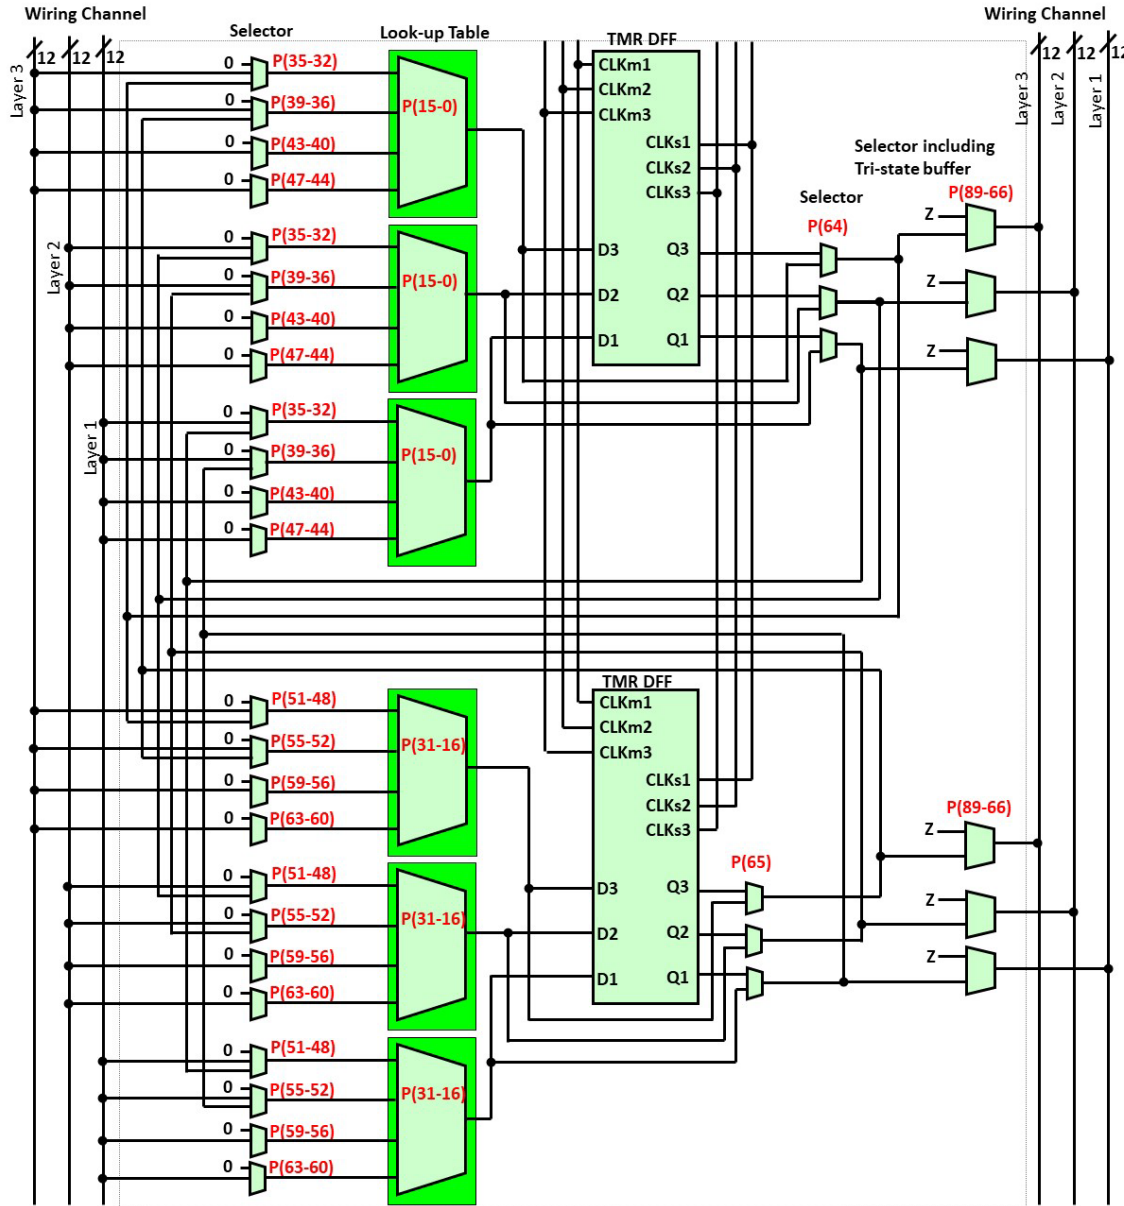 Wiring Channel
Wiring Channel
Selector
Look-up Table
TMR DFF
12
12
12
12
12
12
Layer 3
Layer 3
Layer 2
Layer 1
0
P(35-32)
0
P(39-36)
0
P(43-40)
0
P(47-44)
P(15-0)
CLKm1
CLKm2
CLKm3
CLKs1
CLKs2
CLKs3
D3
D2
D1
Q3
Q2
Q1
Selector including
Tri-state buffer
Selector
P(64)
P(89-66)
Z
Z
Z
Layer 2
0
P(35-32)
0
P(39-36)
0
P(43-40)
0
P(47-44)
P(15-0)
Layer 1
0
P(35-32)
0
P(39-36)
0
P(43-40)
0
P(47-44)
P(15-0)
TMR DFF
0
P(51-48)
0
P(55-52)
0
P(59-56)
0
P(63-60)
P(31-16)
CLKm1
CLKm2
CLKm3
CLKs1
CLKs2
CLKs3
D3
D2
D1
Q3
Q2
Q1
P(65)
P(89-66)
Z
Z
Z
0
P(51-48)
0
P(55-52)
0
P(59-56)
0
P(63-60)
P(31-16)
0
P(51-48)
0
P(55-52)
0
P(59-56)
0
P(63-60)
P(31-16)